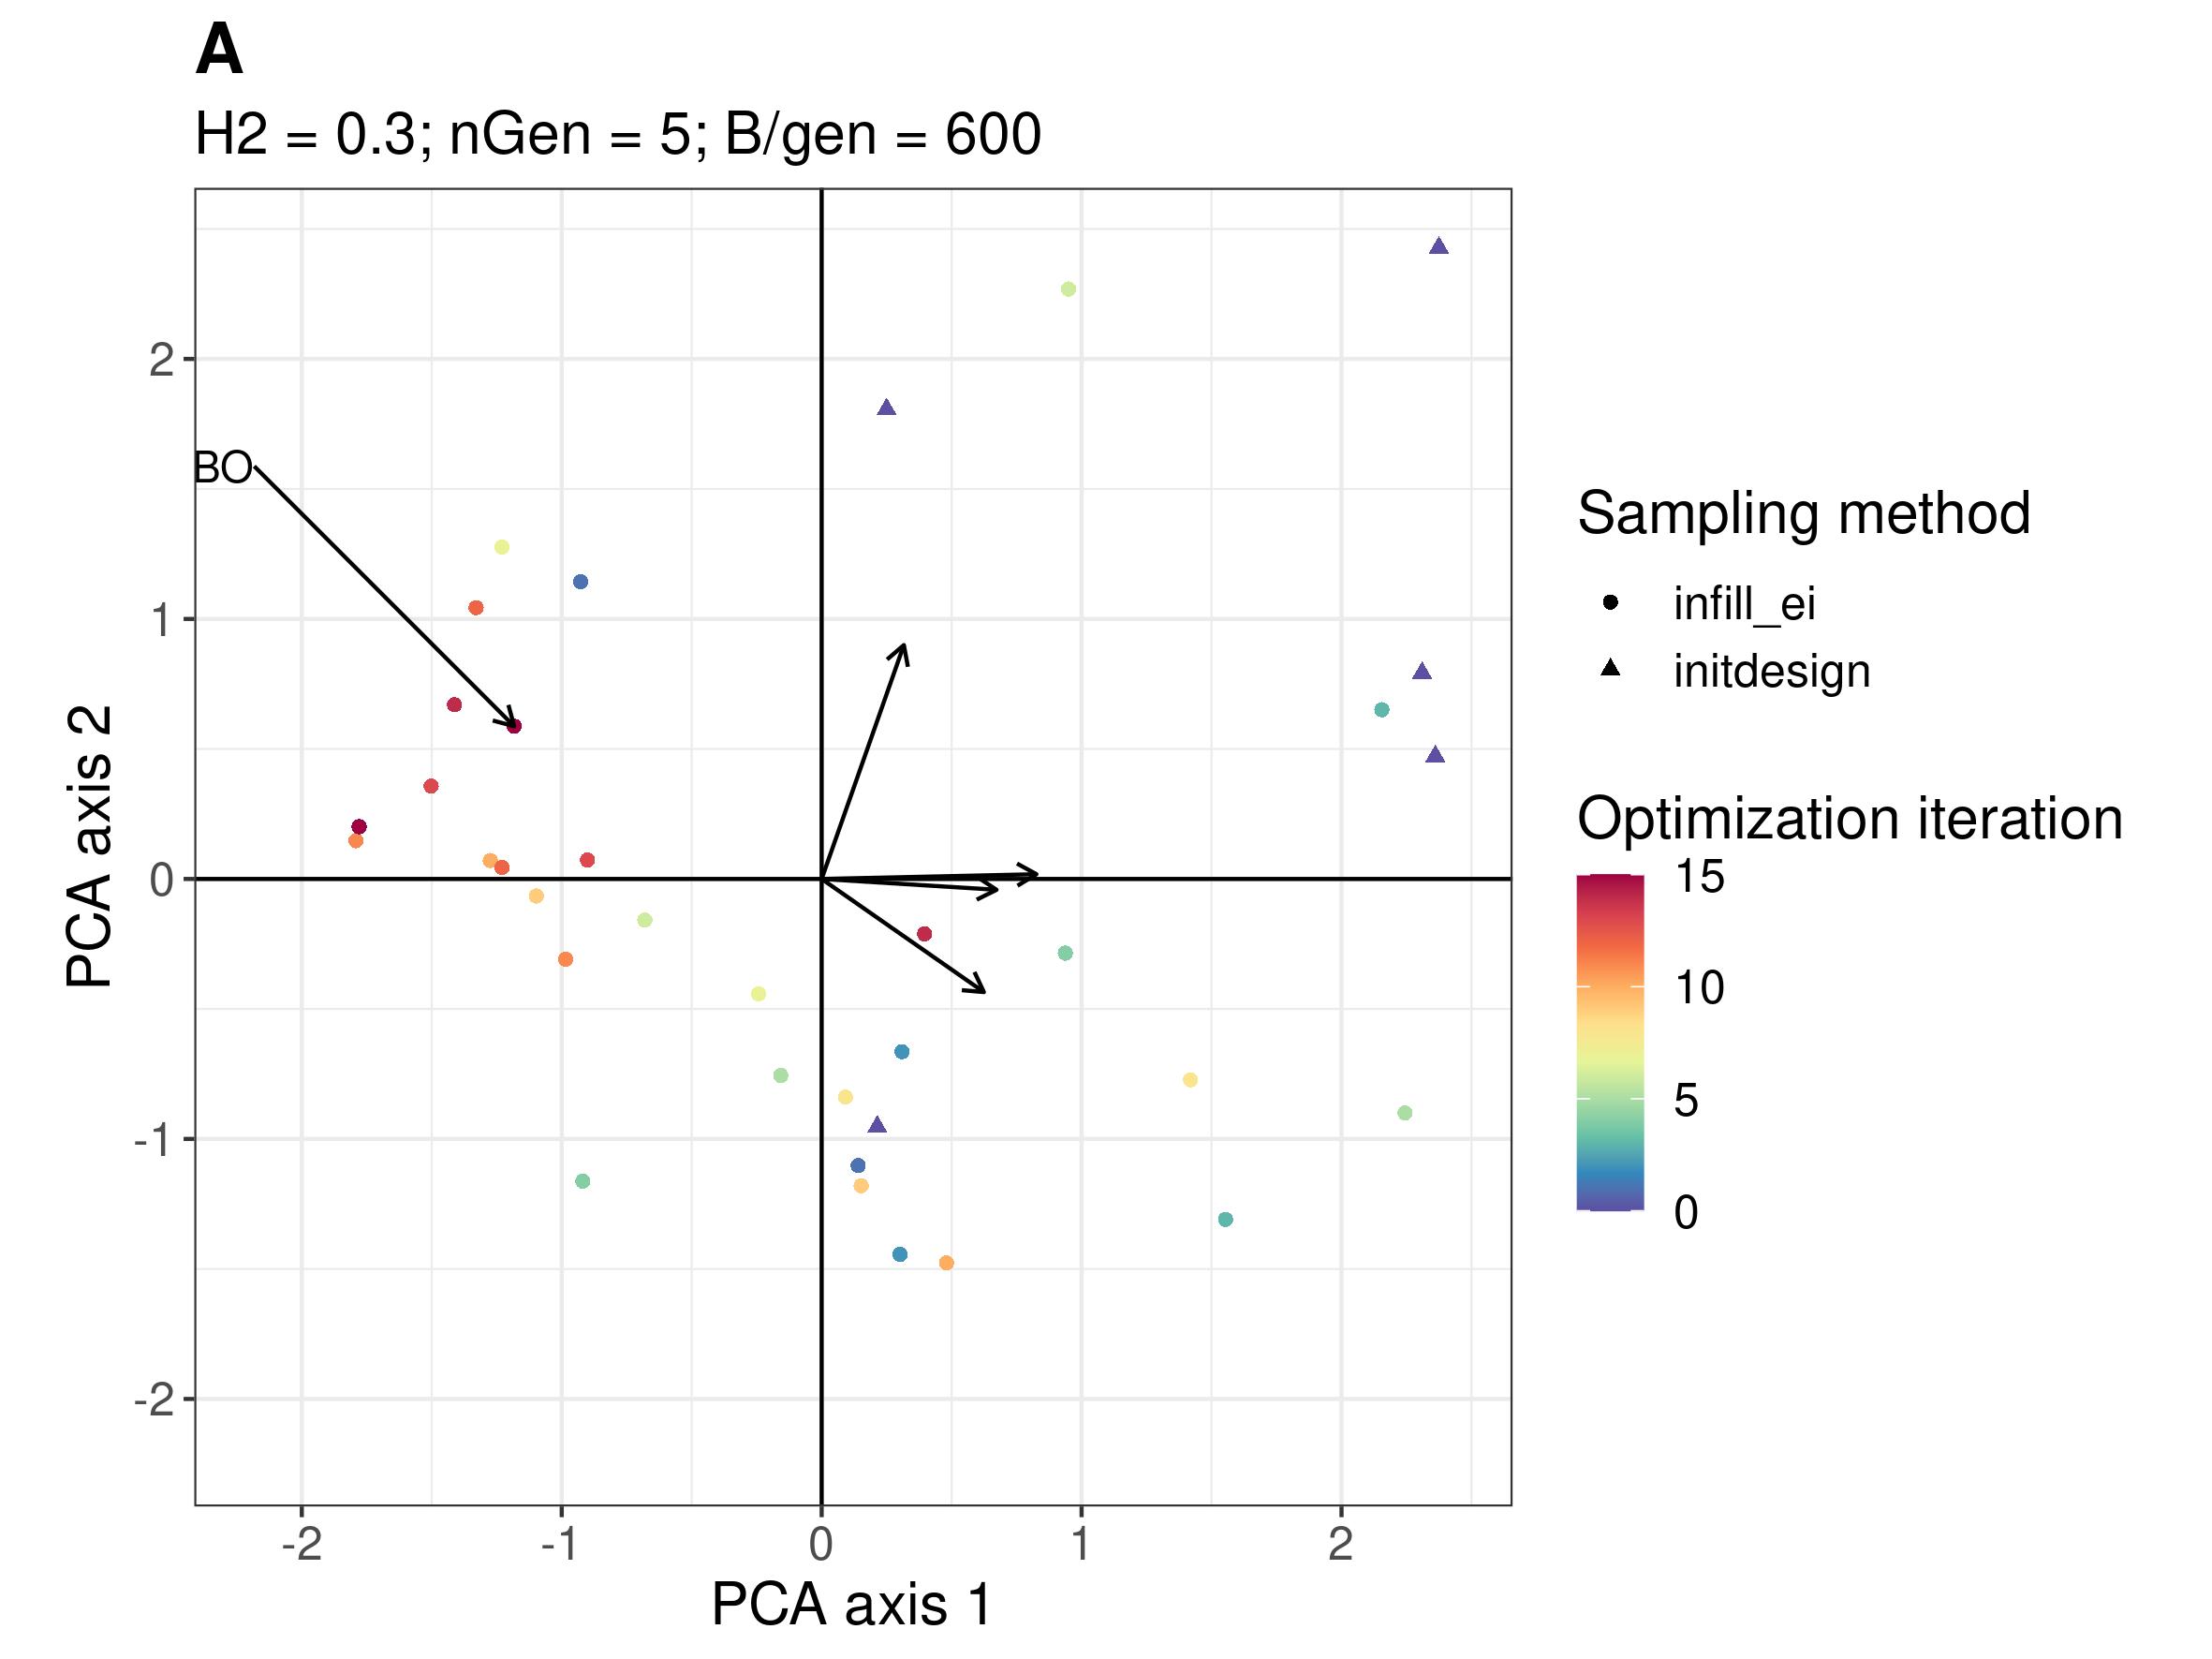 A
H2 = 0.3; nGen = 5; B/gen = 600
BO
2
1
0
-1
-2
PCA axis 2
-2
-1
0
1
2
PCA axis 1
Sampling method
infill_ei
initdesign
Optimization iteration
15
10
5
0